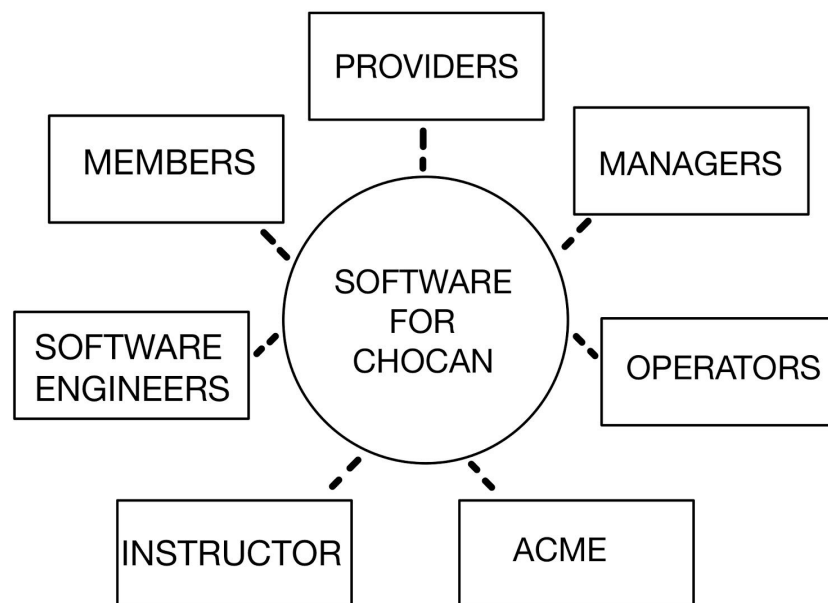 PROVIDERS
MEMBERS
MANAGERS
SOFTWARE
FOR
CHOCAN
SOFTWARE
ENGINEERS
OPERATORS
INSTRUCTOR
ACME